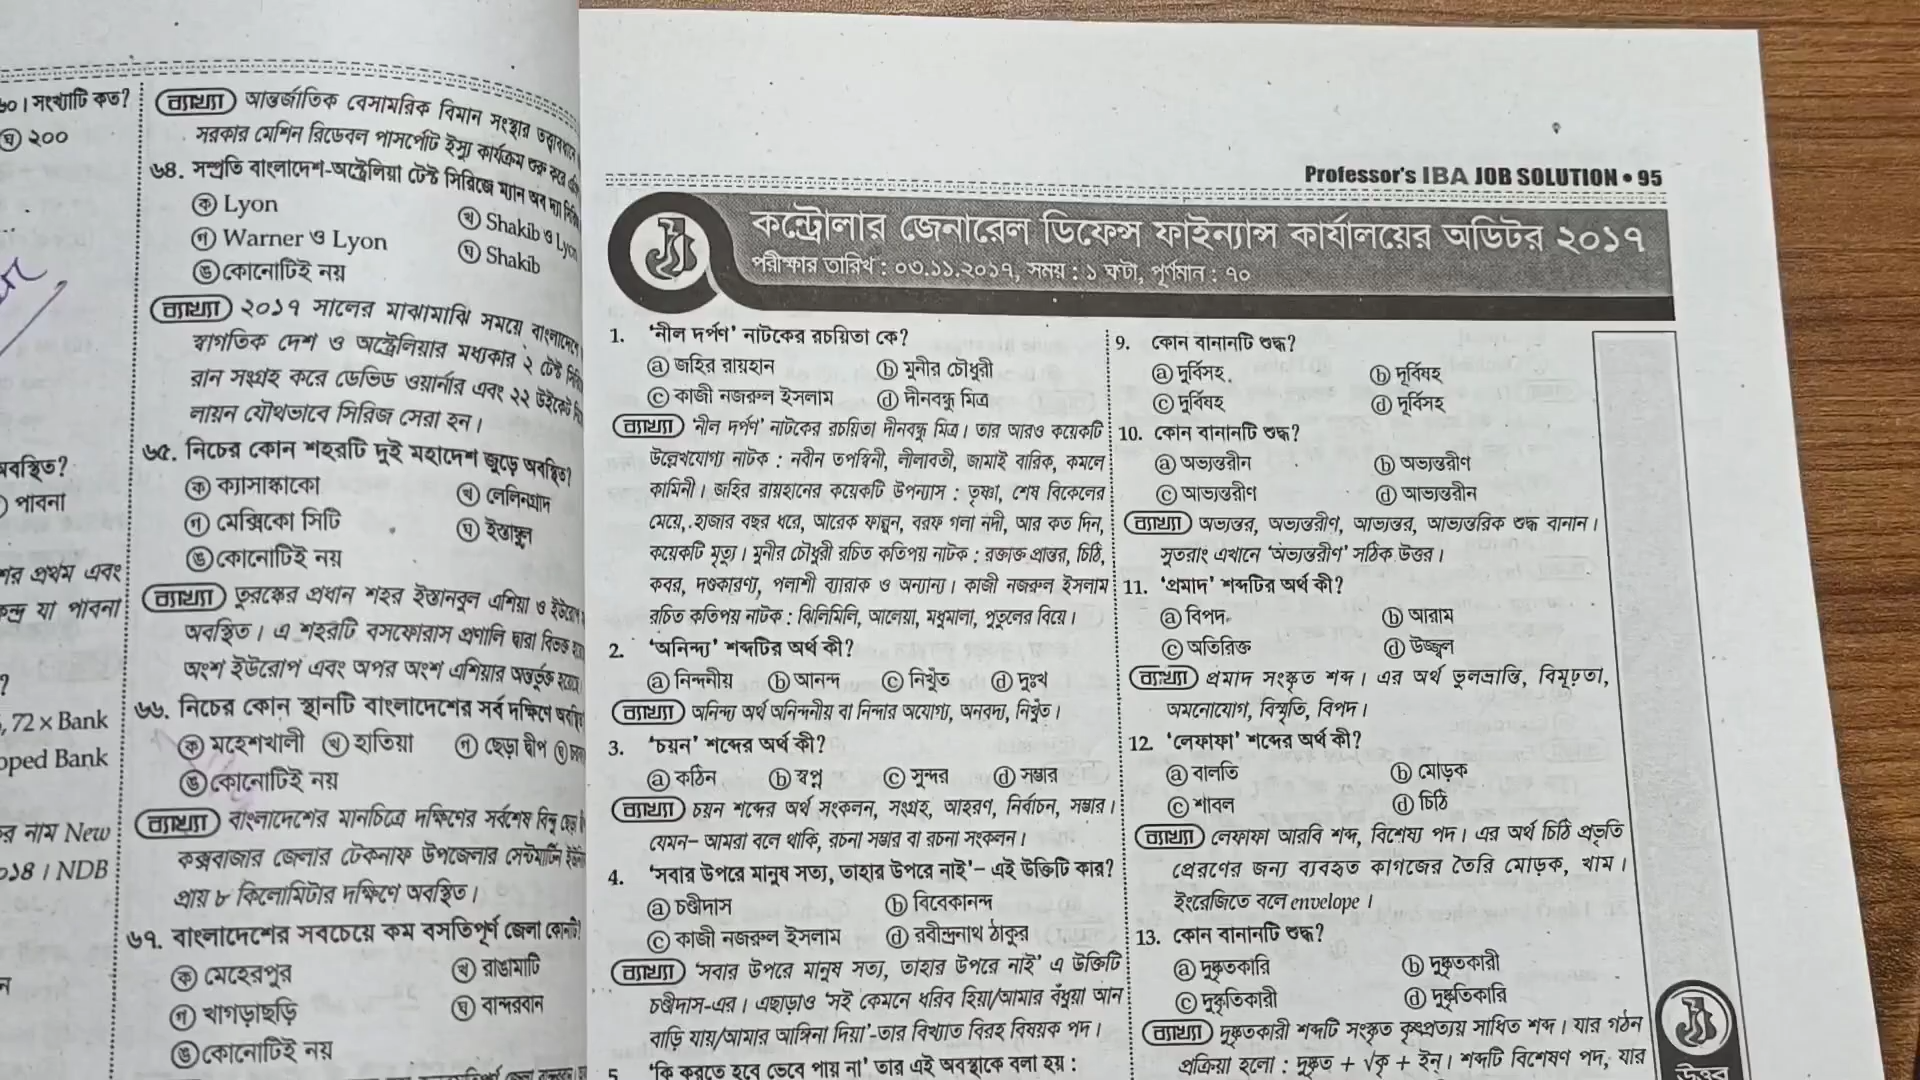 ৬০। সংখ্যাটি কত?
ঘ ২০০
অবস্থিত?
পাবনা
প্রথম এবং
যা পাবনা
?
, 72 × Bank
oped Bank
র নাম New
০১৪। NDB
ব্যাখ্যা আন্তর্জাতিক বেসামরিক বিমান সংস্থার তত্ত্বাবধানে
সরকার মেশিন রিডেবল পাসপোর্ট ইস্যু কার্যক্রম শুরু করে
৬৪. সম্প্রতি বাংলাদেশ-অস্ট্রেলিয়া টেস্ট সিরিজে ম্যান অব দ্যা
ক Lyon
খ Shakib ও Lyon
গ Warner ও Lyon
ঘ Shakib
ঙ কোনোটিই নয়
ব্যাখ্যা ২০১৭ সালের মাঝামাঝি সময়ে বাংলাদেশে
স্বাগতিক দেশ ও অস্ট্রেলিয়ার মধ্যকার ২ টেস্ট
রান সংগ্রহ করে ডেভিড ওয়ার্নার এবং ২২ উইকেট
লায়ন যৌথভাবে সিরিজ সেরা হন।
৬৫. নিচের কোন শহরটি দুই মহাদেশ জুড়ে অবস্থিত?
ক ক্যাসাব্লাংকো
খ লেলিনগ্রাদ
গ মেক্সিকো সিটি
ঘ ইস্তাম্বুল
ঙ কোনোটিই নয়
ব্যাখ্যা তুরস্কের প্রধান শহর ইস্তানবুল এশিয়া ও ইউরোপ
অবস্থিত। এ শহরটি বসফোরাস প্রণালি দ্বারা বিভক্ত
অংশ ইউরোপ এবং অপর অংশ এশিয়ার অন্তর্ভুক্ত
৬৬. নিচের কোন স্থানটি বাংলাদেশের সর্ব দক্ষিণে
ক মহেশখালী খ হাতিয়া গ ছেড়া দ্বীপ ঘ
ঙ কোনোটিই নয়
ব্যাখ্যা বাংলাদেশের মানচিত্রে দক্ষিণের সর্বশেষ বিন্দু ছেড়া
কক্সবাজার জেলার টেকনাফ উপজেলার সেন্টমার্টিন
প্রায় ৮ কিলোমিটার দক্ষিণে অবস্থিত।
৬৭. বাংলাদেশের সবচেয়ে কম বসতিপূর্ণ জেলা কোনটি?
ক মেহেরপুর
খ রাঙামাটি
গ খাগড়াছড়ি
ঘ বান্দরবান
ঙ কোনোটিই নয়
Professor's IBA JOB SOLUTION • 95
কন্ট্রোলার জেনারেল ডিফেন্স ফাইন্যান্স কার্যালয়ের অডিটর ২০১৭
পরীক্ষার তারিখ : ০৩.১১.২০১৭, সময় : ১ ঘণ্টা, পূর্ণমান : ৭০
1. 'নীল দর্পণ' নাটকের রচয়িতা কে?
ⓐ জহির রায়হান ⓑ মুনীর চৌধুরী
ⓒ কাজী নজরুল ইসলাম ⓓ দীনবন্ধু মিত্র
ব্যাখ্যা 'নীল দর্পণ' নাটকের রচয়িতা দীনবন্ধু মিত্র। তার আরও কয়েকটি
উল্লেখযোগ্য নাটক : নবীন তপস্বিনী, লীলাবতী, জামাই বারিক, কমলে
কামিনী। জহির রায়হানের কয়েকটি উপন্যাস : তৃষ্ণা, শেষ বিকেলের
মেয়ে, হাজার বছর ধরে, আরেক ফাল্গুন, বরফ গলা নদী, আর কত দিন,
কয়েকটি মৃত্যু। মুনীর চৌধুরী রচিত কতিপয় নাটক : রক্তাক্ত প্রান্তর, চিঠি,
কবর, দণ্ডকারণ্য, পলাশী ব্যারাক ও অন্যান্য। কাজী নজরুল ইসলাম
রচিত কতিপয় নাটক : ঝিলিমিলি, আলেয়া, মধুমালা, পুতুলের বিয়ে।
2. 'অনিন্দ্য' শব্দটির অর্থ কী?
ⓐ নিন্দনীয় ⓑ আনন্দ ⓒ নিখুঁত ⓓ দুঃখ
ব্যাখ্যা অনিন্দ্য অর্থ অনিন্দনীয় বা নিন্দার অযোগ্য, অনবদ্য, নিখুঁত।
3. 'চয়ন' শব্দের অর্থ কী?
ⓐ কঠিন ⓑ স্বপ্ন ⓒ সুন্দর ⓓ সম্ভার
ব্যাখ্যা চয়ন শব্দের অর্থ সংকলন, সংগ্রহ, আহরণ, নির্বাচন, সম্ভার।
যেমন– আমরা বলে থাকি, রচনা সম্ভার বা রচনা সংকলন।
4. 'সবার উপরে মানুষ সত্য, তাহার উপরে নাই'– এই উক্তিটি কার?
ⓐ চণ্ডীদাস ⓑ বিবেকানন্দ
ⓒ কাজী নজরুল ইসলাম ⓓ রবীন্দ্রনাথ ঠাকুর
ব্যাখ্যা 'সবার উপরে মানুষ সত্য, তাহার উপরে নাই' এ উক্তিটি
চণ্ডীদাস-এর। এছাড়াও 'সই কেমনে ধরিব হিয়া/আমার বঁধুয়া আন
বাড়ি যায়/আমার আঙ্গিনা দিয়া'-তার বিখ্যাত বিরহ বিষয়ক পদ।
5 'কি করতে হবে ভেবে পায় না' তার এই অবস্থাকে বলা হয় :
9. কোন বানানটি শুদ্ধ?
ⓐ দুর্বিসহ ⓑ দূর্বিষহ
ⓒ দুর্বিষহ ⓓ দূর্বিসহ
10. কোন বানানটি শুদ্ধ?
ⓐ অভ্যন্তরীন ⓑ অভ্যন্তরীণ
ⓒ আভ্যন্তরীণ ⓓ আভ্যন্তরীন
ব্যাখ্যা অভ্যন্তর, অভ্যন্তরীণ, আভ্যন্তর, আভ্যন্তরিক শুদ্ধ বানান।
সুতরাং এখানে 'অভ্যন্তরীণ' সঠিক উত্তর।
11. 'প্রমাদ' শব্দটির অর্থ কী?
ⓐ বিপদ ⓑ আরাম
ⓒ অতিরিক্ত ⓓ উজ্জ্বল
ব্যাখ্যা প্রমাদ সংস্কৃত শব্দ। এর অর্থ ভুলভ্রান্তি, বিমূঢ়তা,
অমনোযোগ, বিস্মৃতি, বিপদ।
12. 'লেফাফা' শব্দের অর্থ কী?
ⓐ বালতি ⓑ মোড়ক
ⓒ শাবল ⓓ চিঠি
ব্যাখ্যা লেফাফা আরবি শব্দ, বিশেষ্য পদ। এর অর্থ চিঠি প্রভৃতি
প্রেরণের জন্য ব্যবহৃত কাগজের তৈরি মোড়ক, খাম।
ইংরেজিতে বলে envelope।
13. কোন বানানটি শুদ্ধ?
ⓐ দুষ্কৃতকারি ⓑ দুষ্কৃতকারী
ⓒ দুষ্কৃতিকারী ⓓ দুষ্কৃতিকারি
ব্যাখ্যা দুষ্কৃতকারী শব্দটি সংস্কৃত কৃৎপ্রত্যয় সাধিত শব্দ। যার গঠন
প্রক্রিয়া হলো : দুষ্কৃত + √কৃ + ইন্। শব্দটি বিশেষণ পদ, যার
উত্তর